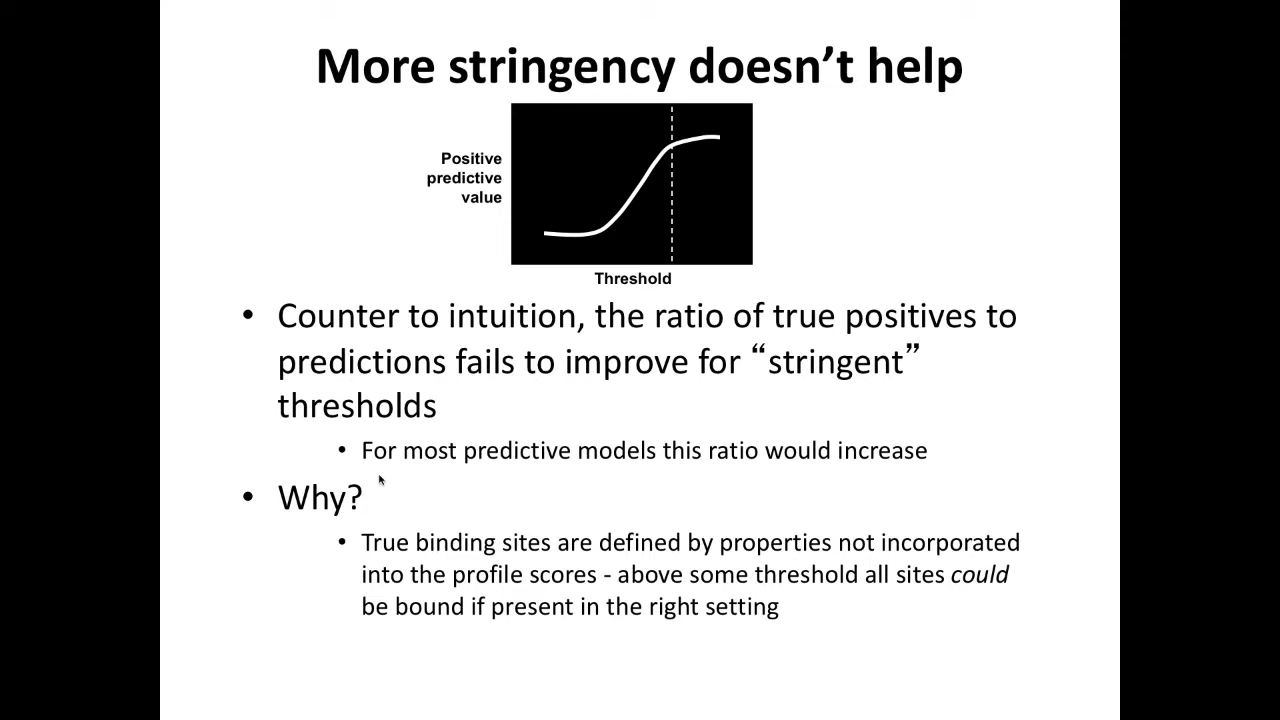 More stringency doesn’t help
Positive
predictive
value
Threshold
• Counter to intuition, the ratio of true positives to
predictions fails to improve for “stringent”
thresholds
• For most predictive models this ratio would increase
• Why?
• True binding sites are defined by properties not incorporated
into the profile scores - above some threshold all sites could
be bound if present in the right setting